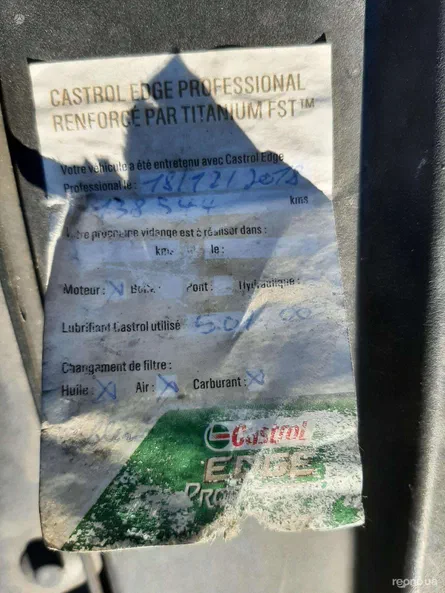 CASTROL EDGE PROFESSIONAL
RENFORCÉ PAR TITANIUM FST™
Votre véhicule a été entretenu avec Castrol Edge
Professional le : 18/12/2018
138544 kms
prochaine vidange est à réaliser dans :
kms le :
Moteur : X Boîte : Pont : Hydraulique :
Lubrifiant Castrol utilisé
Changement de filtre :
Huile : X Air : X Carburant : X
Castrol
EDGE